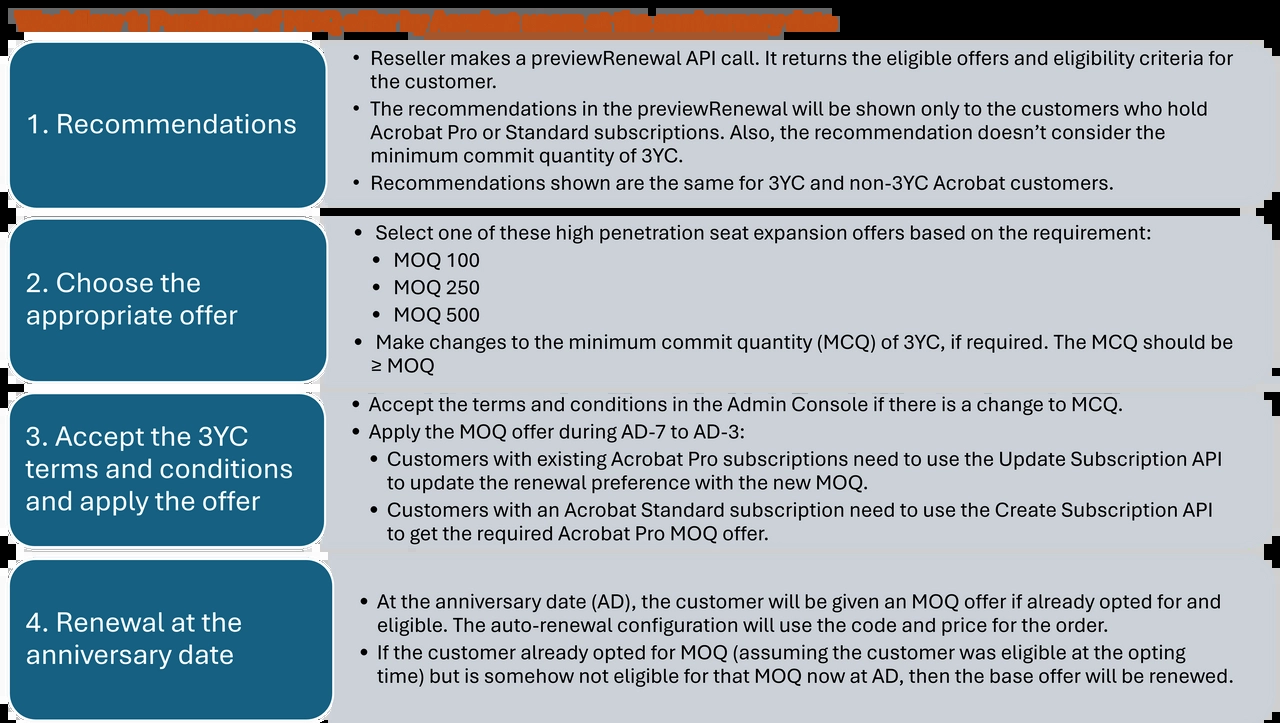 Workflow 1: Purchase of MOQ offer by Acrobat users at the anniversary date
1. Recommendations
• Reseller makes a previewRenewal API call. It returns the eligible offers and eligibility criteria for
the customer.
• The recommendations in the previewRenewal will be shown only to the customers who hold
Acrobat Pro or Standard subscriptions. Also, the recommendation doesn’t consider the
minimum commit quantity of 3YC.
• Recommendations shown are the same for 3YC and non-3YC Acrobat customers.
2. Choose the
appropriate offer
• Select one of these high penetration seat expansion offers based on the requirement:
• MOQ 100
• MOQ 250
• MOQ 500
• Make changes to the minimum commit quantity (MCQ) of 3YC, if required. The MCQ should be
≥ MOQ
3. Accept the 3YC
terms and conditions
and apply the offer
• Accept the terms and conditions in the Admin Console if there is a change to MCQ.
• Apply the MOQ offer during AD-7 to AD-3:
• Customers with existing Acrobat Pro subscriptions need to use the Update Subscription API
to update the renewal preference with the new MOQ.
• Customers with an Acrobat Standard subscription need to use the Create Subscription API
to get the required Acrobat Pro MOQ offer.
4. Renewal at the
anniversary date
• At the anniversary date (AD), the customer will be given an MOQ offer if already opted for and
eligible. The auto-renewal configuration will use the code and price for the order.
• If the customer already opted for MOQ (assuming the customer was eligible at the opting
time) but is somehow not eligible for that MOQ now at AD, then the base offer will be renewed.